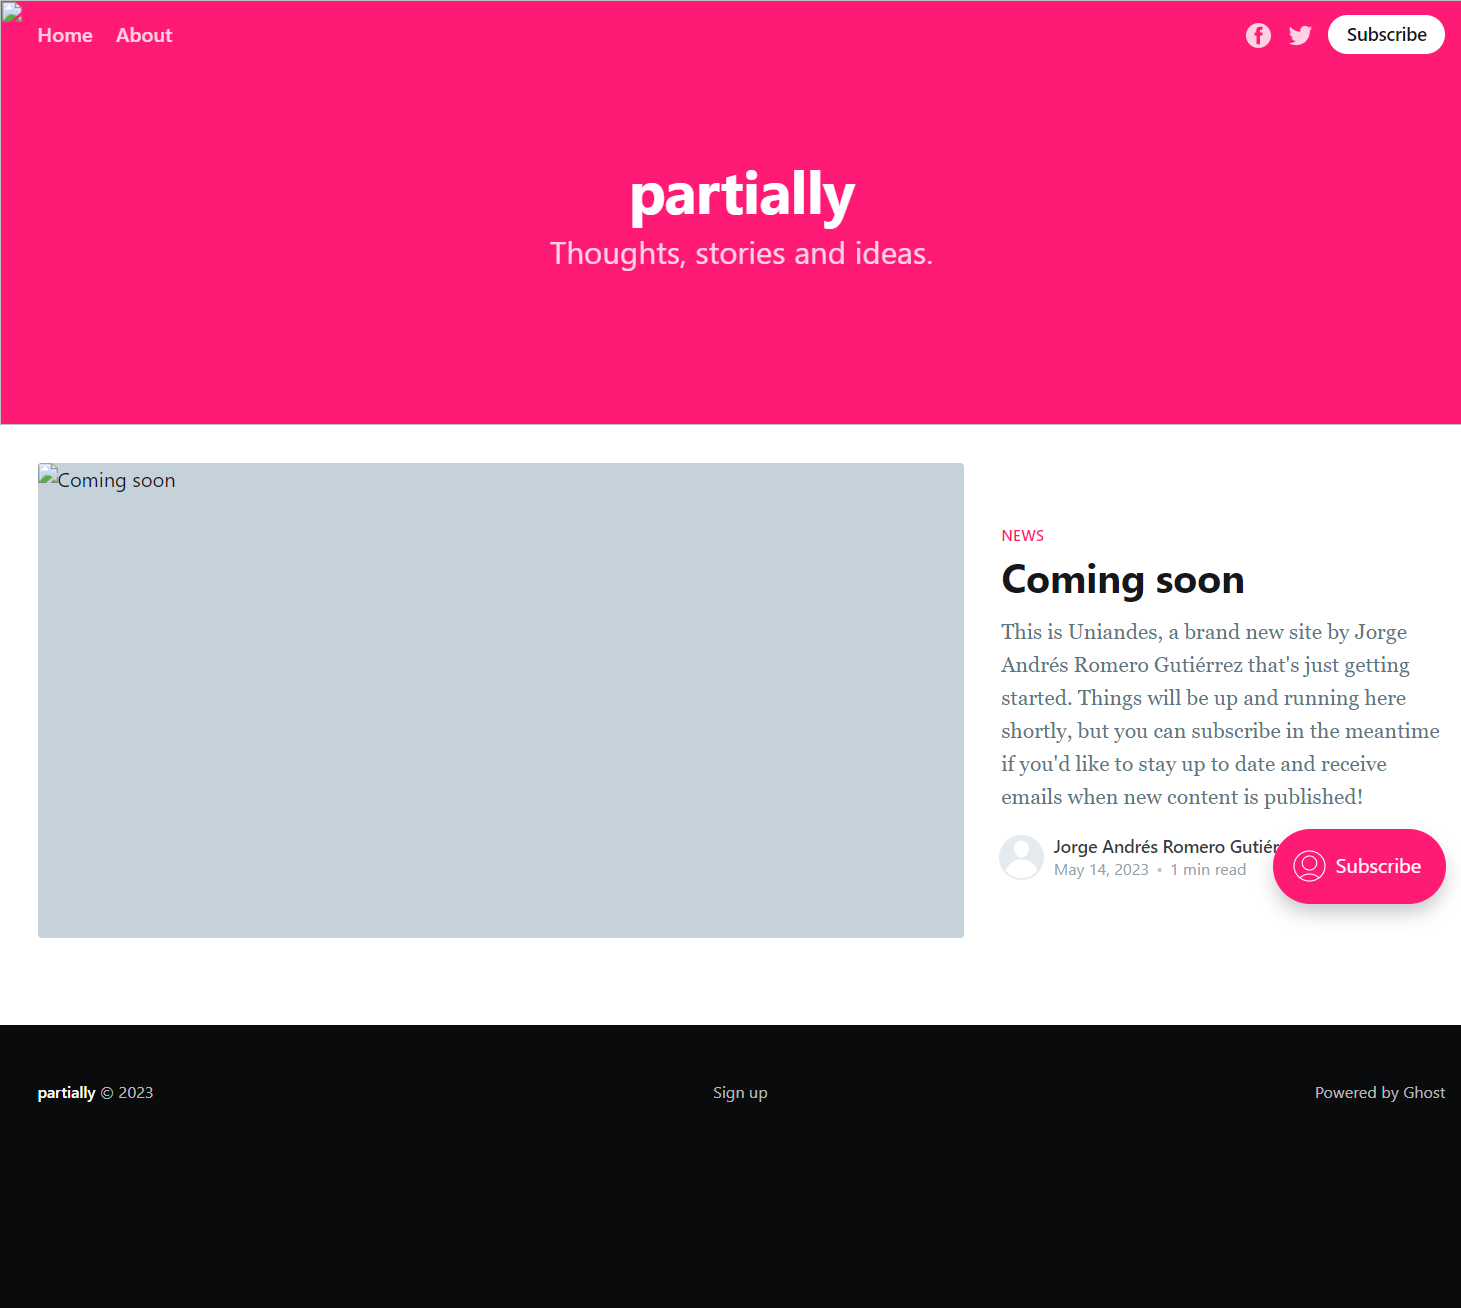 Home About Subscribe
partially
Thoughts, stories and ideas.
Coming soon
NEWS
Coming soon
This is Uniandes, a brand new site by Jorge
Andrés Romero Gutiérrez that's just getting
started. Things will be up and running here
shortly, but you can subscribe in the meantime
if you'd like to stay up to date and receive
emails when new content is published!
Jorge Andrés Romero
May 14, 2023 • 1 min read
Subscribe
partially © 2023 Sign up Powered by Ghost